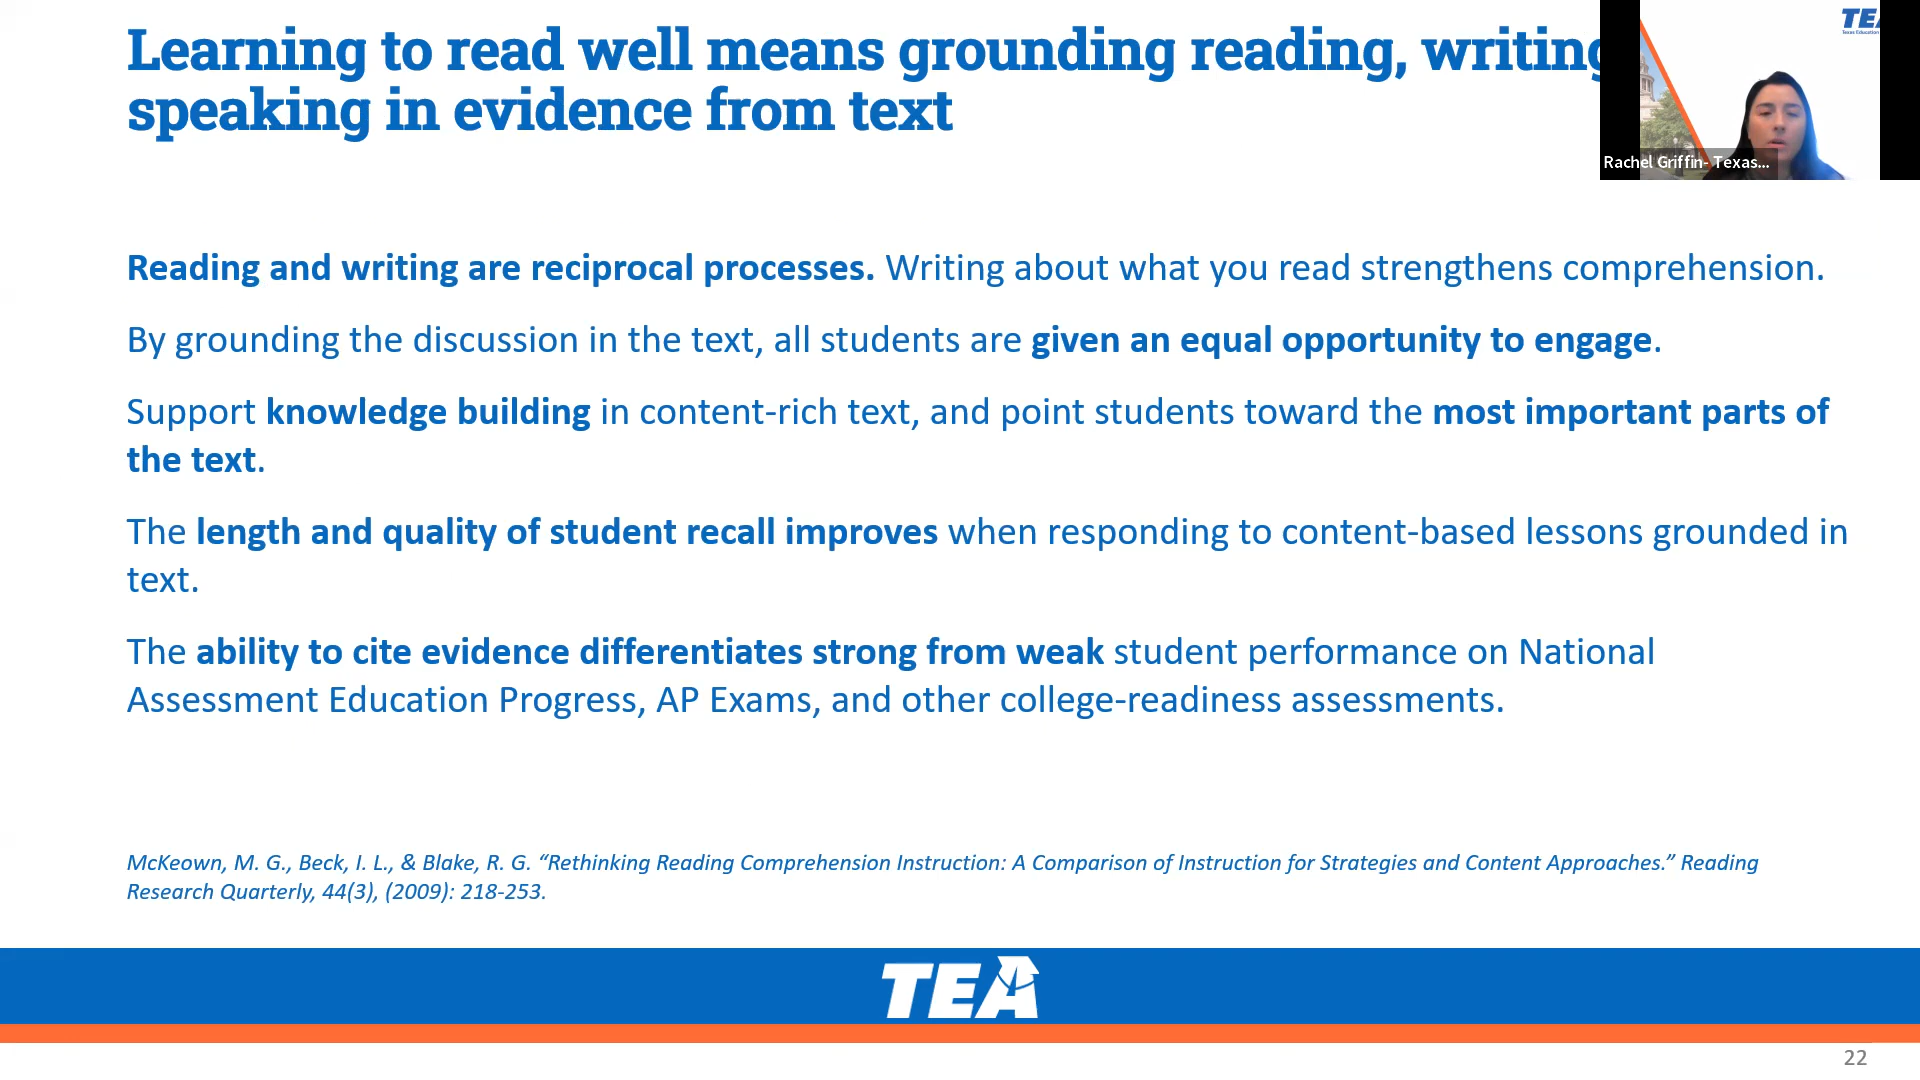 Learning to read well means grounding reading, writing
speaking in evidence from text
TEA
Texas Education
Rachel Griffin- Texas...
Reading and writing are reciprocal processes. Writing about what you read strengthens comprehension.
By grounding the discussion in the text, all students are given an equal opportunity to engage.
Support knowledge building in content-rich text, and point students toward the most important parts of
the text.
The length and quality of student recall improves when responding to content-based lessons grounded in
text.
The ability to cite evidence differentiates strong from weak student performance on National
Assessment Education Progress, AP Exams, and other college-readiness assessments.
McKeown, M. G., Beck, I. L., & Blake, R. G. “Rethinking Reading Comprehension Instruction: A Comparison of Instruction for Strategies and Content Approaches.” Reading
Research Quarterly, 44(3), (2009): 218-253.
TEA
22